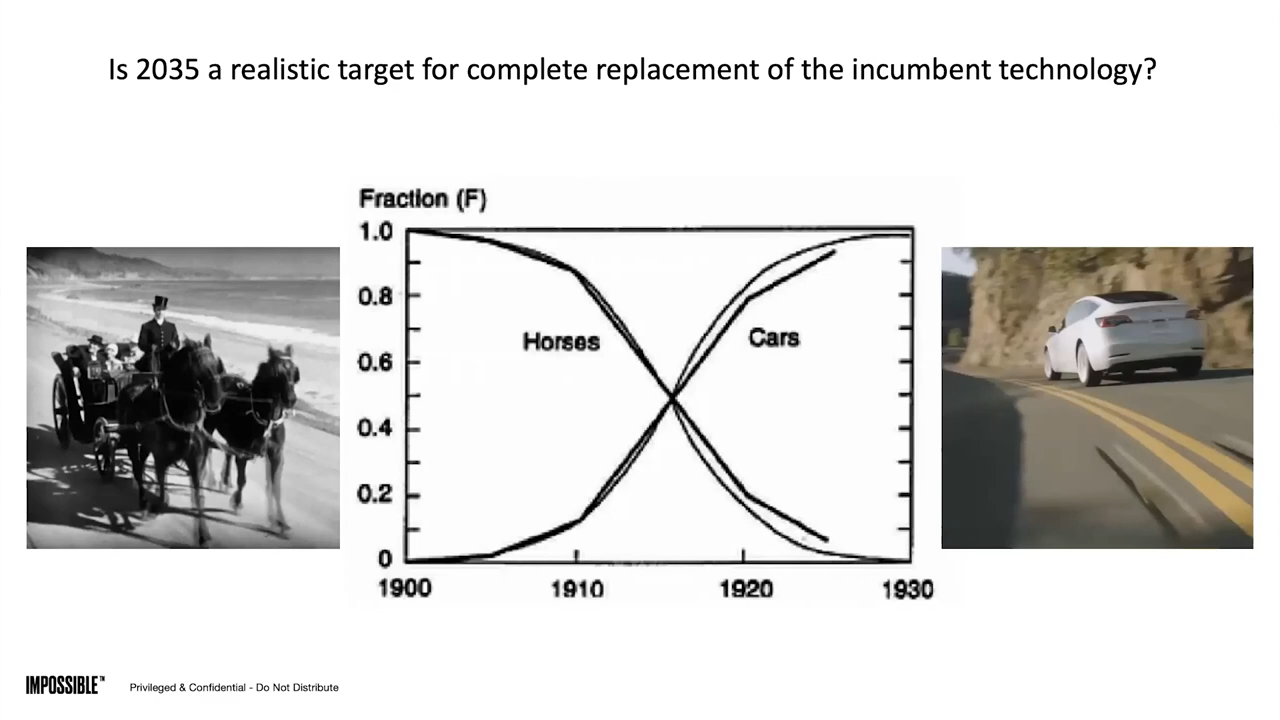 Is 2035 a realistic target for complete replacement of the incumbent technology?
Fraction (F)
1.0
0.8
0.6
0.4
0.2
0
Horses
Cars
1900 1910 1920 1930
IMPOSSIBLE™ Privileged & Confidential - Do Not Distribute